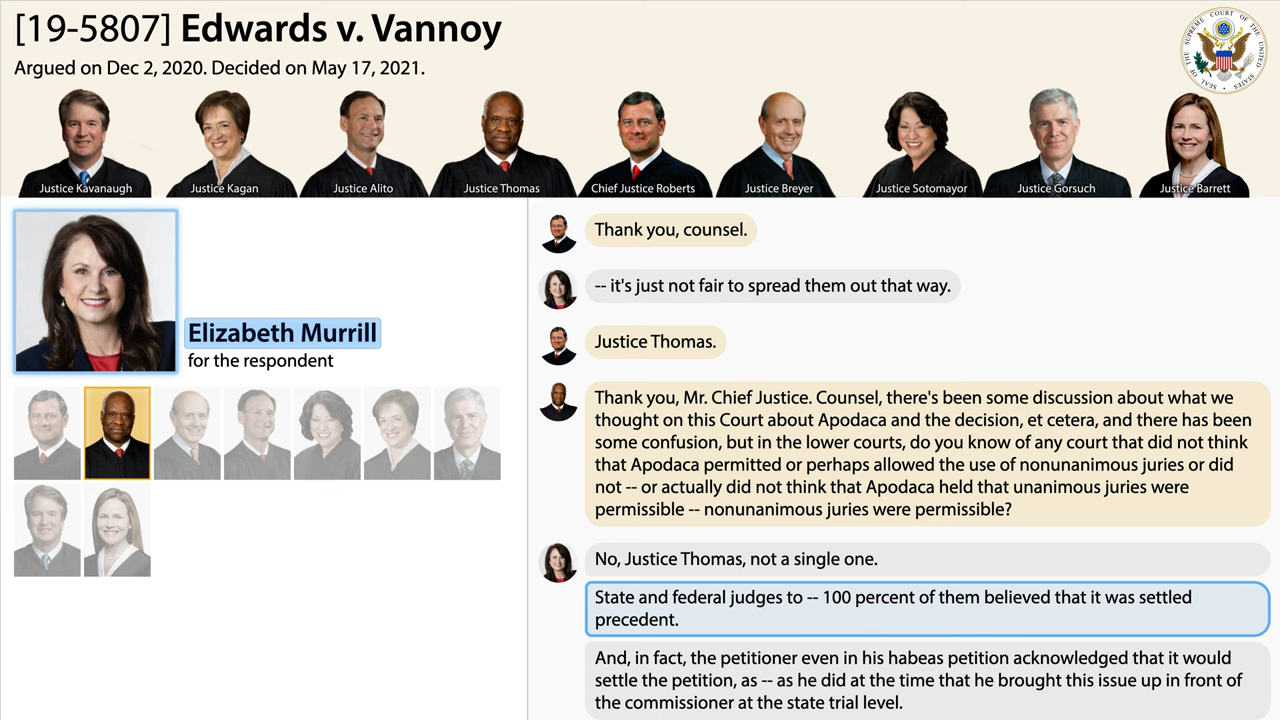 [19-5807] Edwards v. Vannoy
Argued on Dec 2, 2020. Decided on May 17, 2021.
SEAL OF THE SUPREME COURT OF THE UNITED STATES
Justice Kavanaugh
Justice Kagan
Justice Alito
Justice Thomas
Chief Justice Roberts
Justice Breyer
Justice Sotomayor
Justice Gorsuch
Justice Barrett
Elizabeth Murrill
for the respondent
Thank you, counsel.
-- it's just not fair to spread them out that way.
Justice Thomas.
Thank you, Mr. Chief Justice. Counsel, there's been some discussion about what we
thought on this Court about Apodaca and the decision, et cetera, and there has been
some confusion, but in the lower courts, do you know of any court that did not think
that Apodaca permitted or perhaps allowed the use of nonunanimous juries or did
not -- or actually did not think that Apodaca held that unanimous juries were
permissible -- nonunanimous juries were permissible?
No, Justice Thomas, not a single one.
State and federal judges to -- 100 percent of them believed that it was settled
precedent.
And, in fact, the petitioner even in his habeas petition acknowledged that it would
settle the petition, as -- as he did at the time that he brought this issue up in front of
the commissioner at the state trial level.